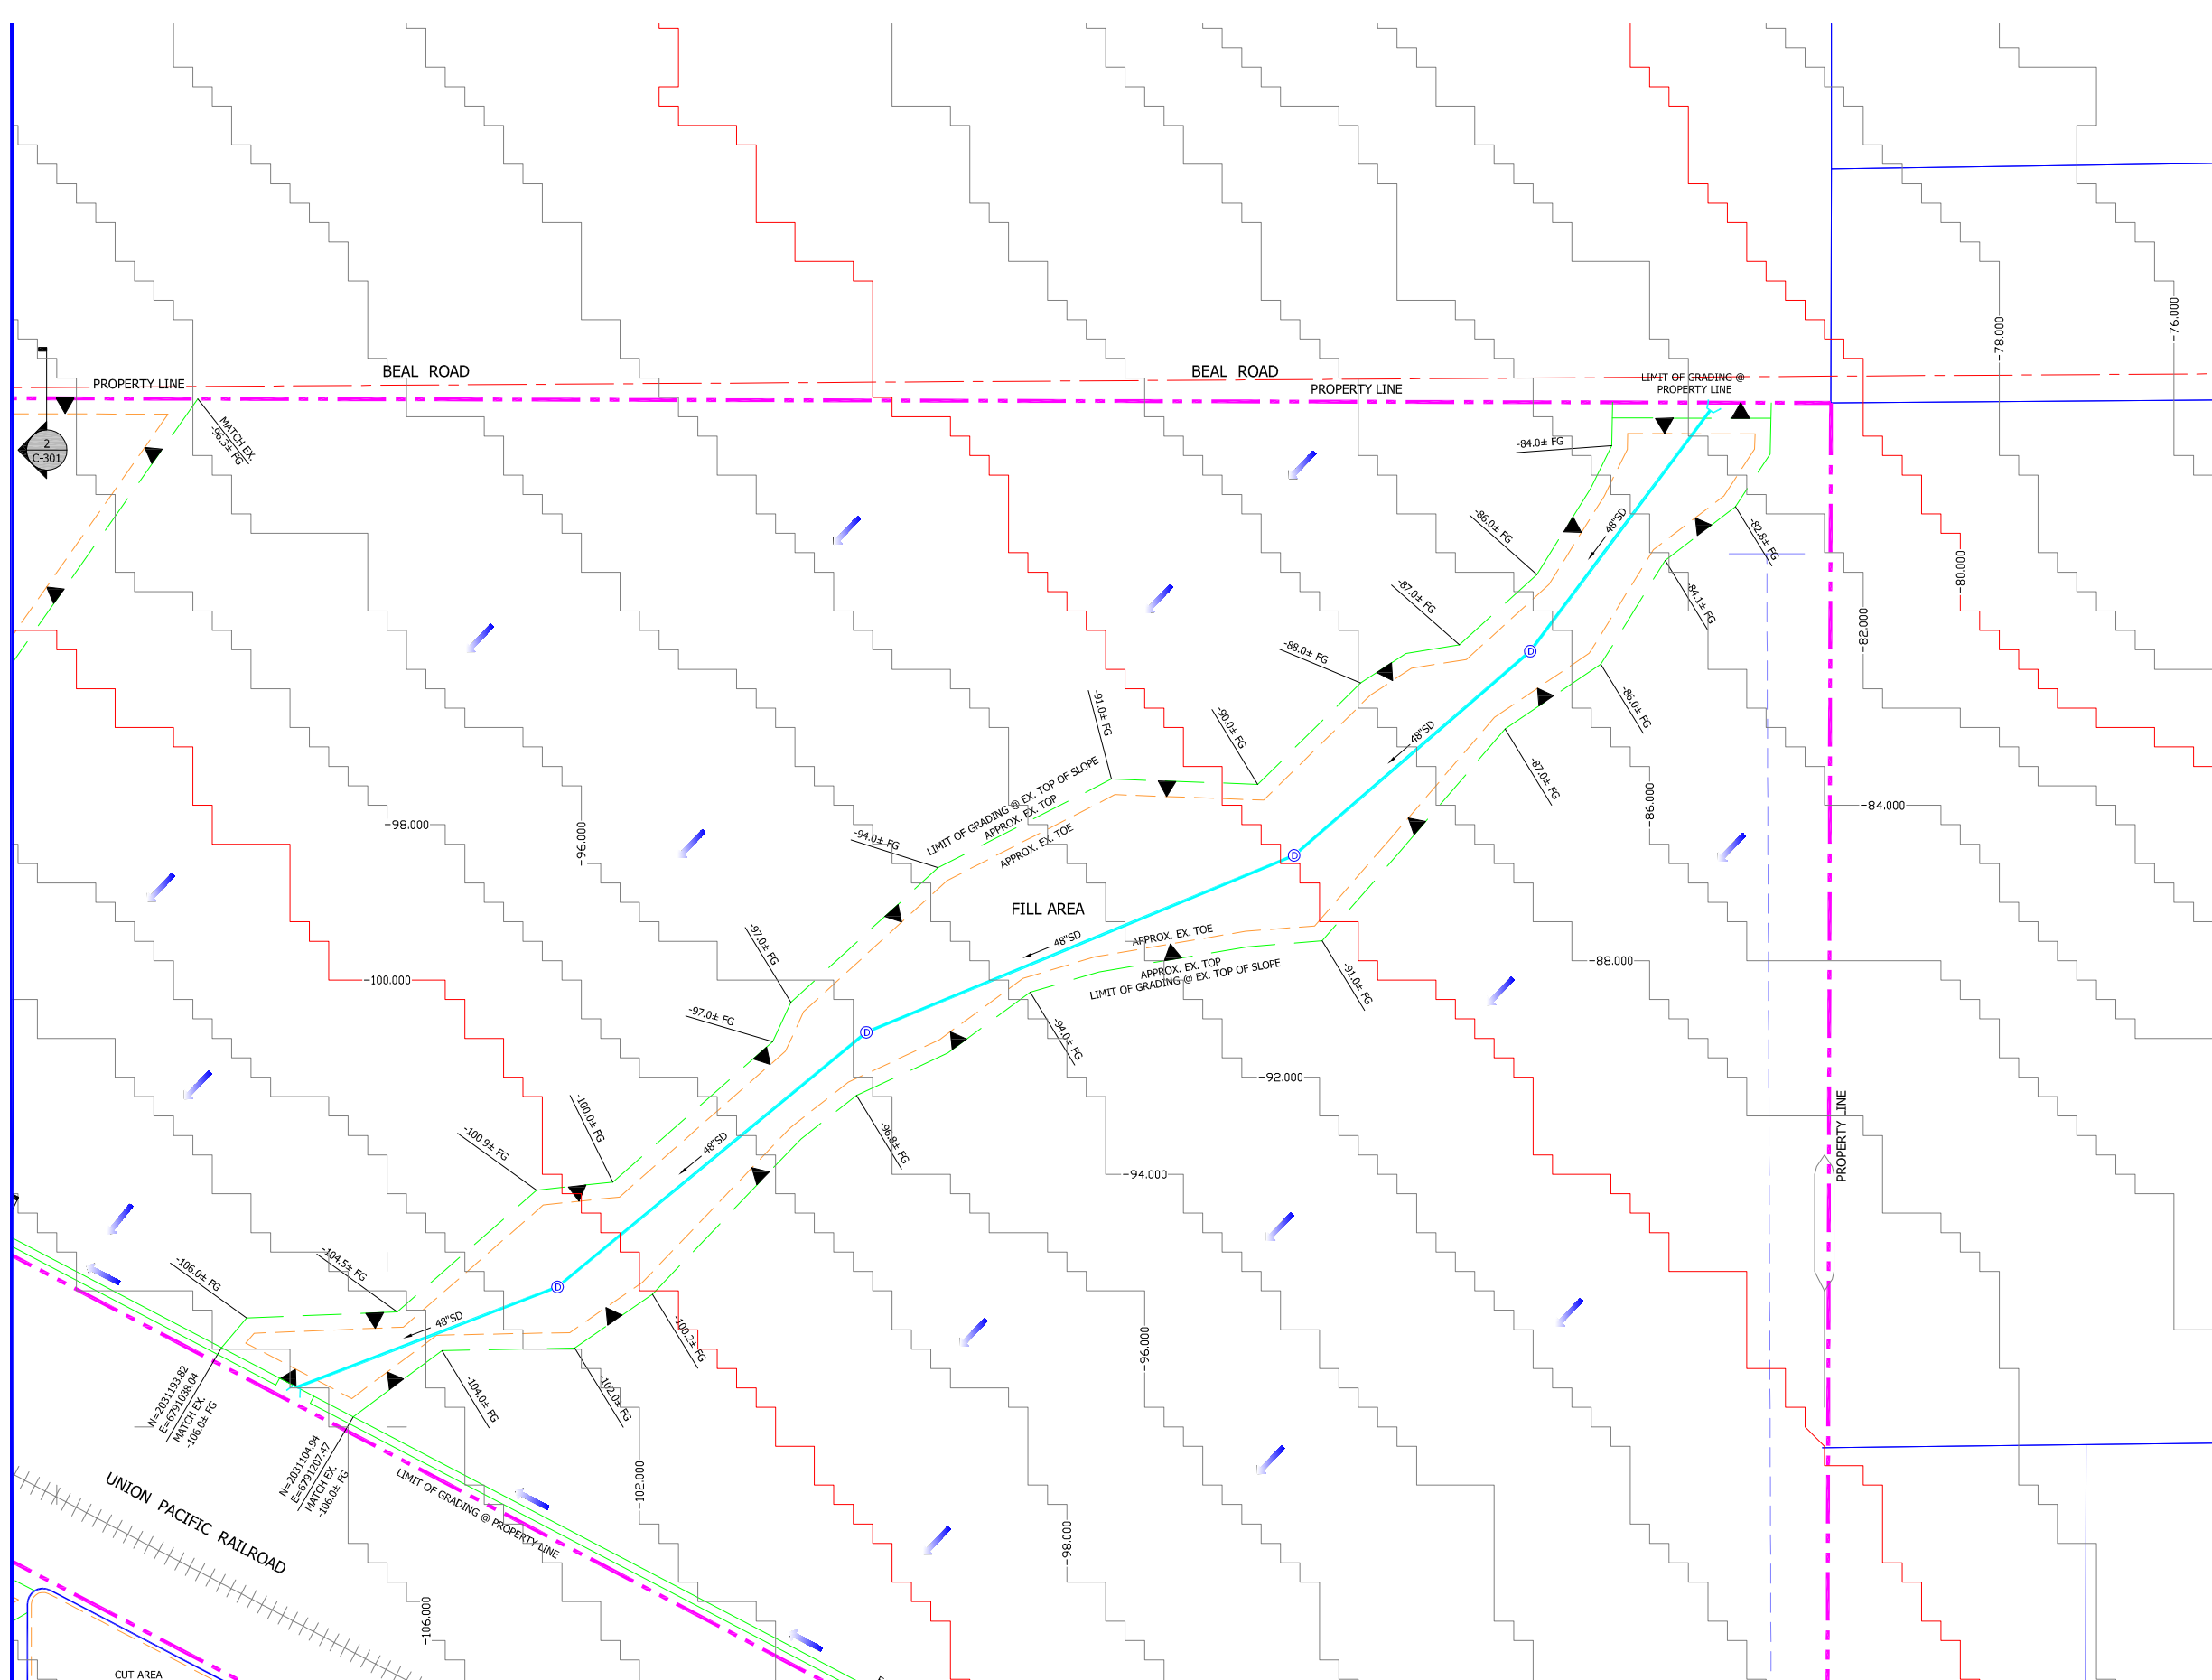 BEAL ROAD
BEAL ROAD
PROPERTY LINE
PROPERTY LINE
LIMIT OF GRADING @
PROPERTY LINE
-76.000
-78.000
2
C-301
MATCH EX.
-96.3± FG
-84.0± FG
-86.0± FG
48"SD
-82.8± FG
-80.000
-87.0± FG
-84.1± FG
-82.000
-88.0± FG
-86.0± FG
-91.0± FG
-90.0± FG
48"SD
-87.0± FG
-86.000
-84.000
LIMIT OF GRADING @ EX. TOP OF SLOPE
APPROX. EX. TOP
APPROX. EX. TOE
-94.0± FG
-98.000
-96.000
FILL AREA
-97.0± FG
48"SD
APPROX. EX. TOE
APPROX. EX. TOP
LIMIT OF GRADING @ EX. TOP OF SLOPE
-91.0± FG
-88.000
-100.000
-97.0± FG
-94.0± FG
-92.000
-100.0± FG
-100.9± FG
48"SD
-96.8± FG
-94.000
PROPERTY LINE
-106.0± FG
-104.5± FG
48"SD
-100.2± FG
-96.000
D
D
D
D
N=2031193.82
E=6791038.04
MATCH EX.
-106.0± FG
-104.0± FG
-102.0± FG
N=2031104.94
E=6791207.47
MATCH EX.
-106.0± FG
LIMIT OF GRADING @ PROPERTY LINE
-102.000
-98.000
UNION PACIFIC RAILROAD
-106.000
CUT AREA